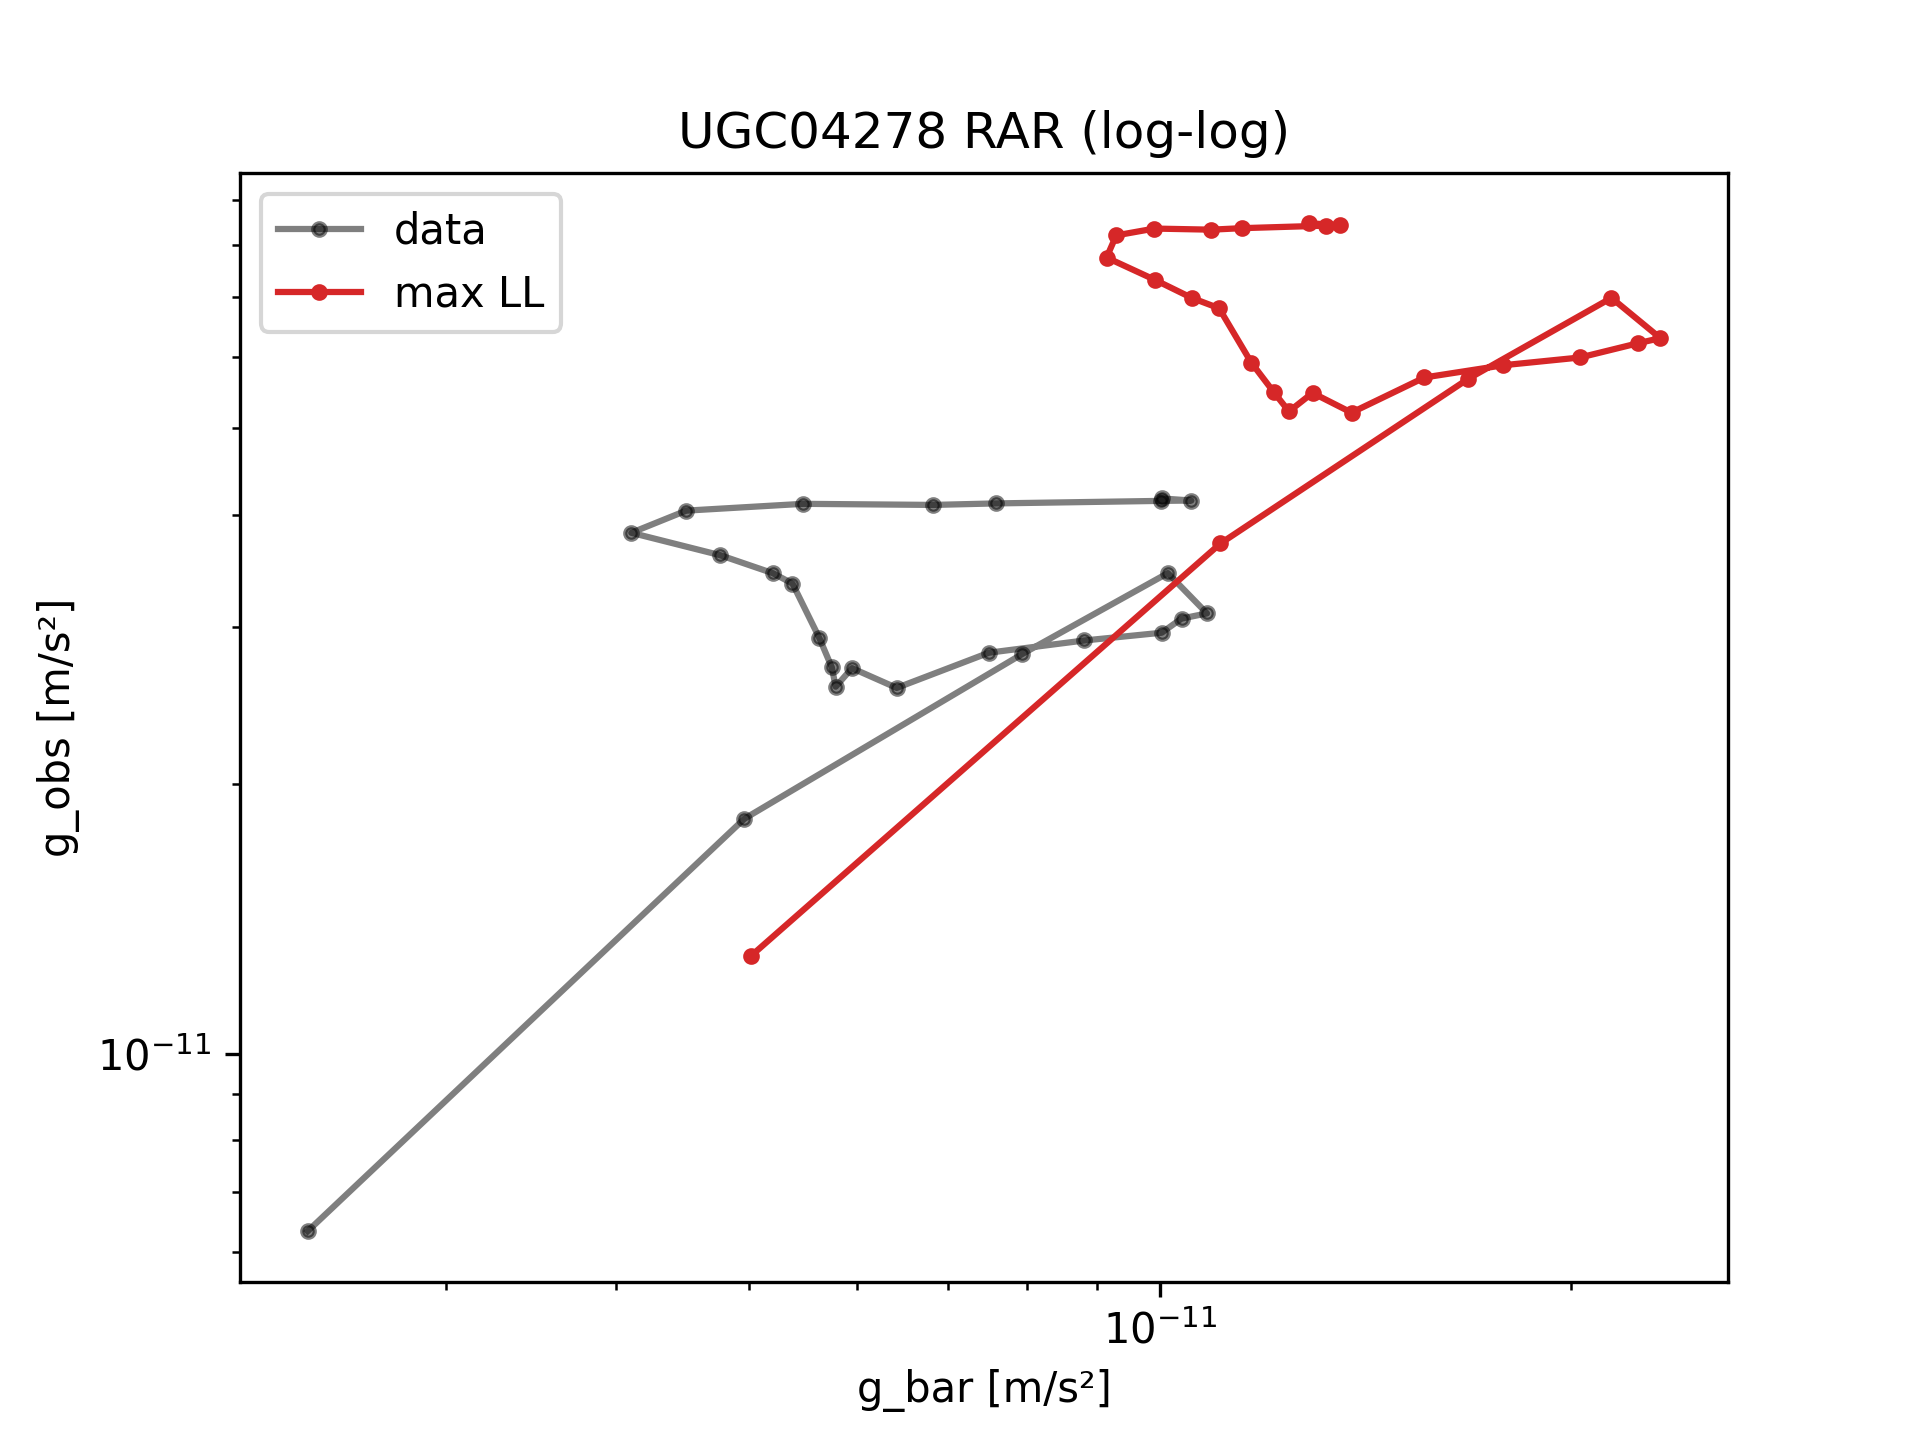 UGC04278 RAR (log-log)
data
max LL
g_obs [m/s²]
10⁻¹¹
10⁻¹¹
g_bar [m/s²]